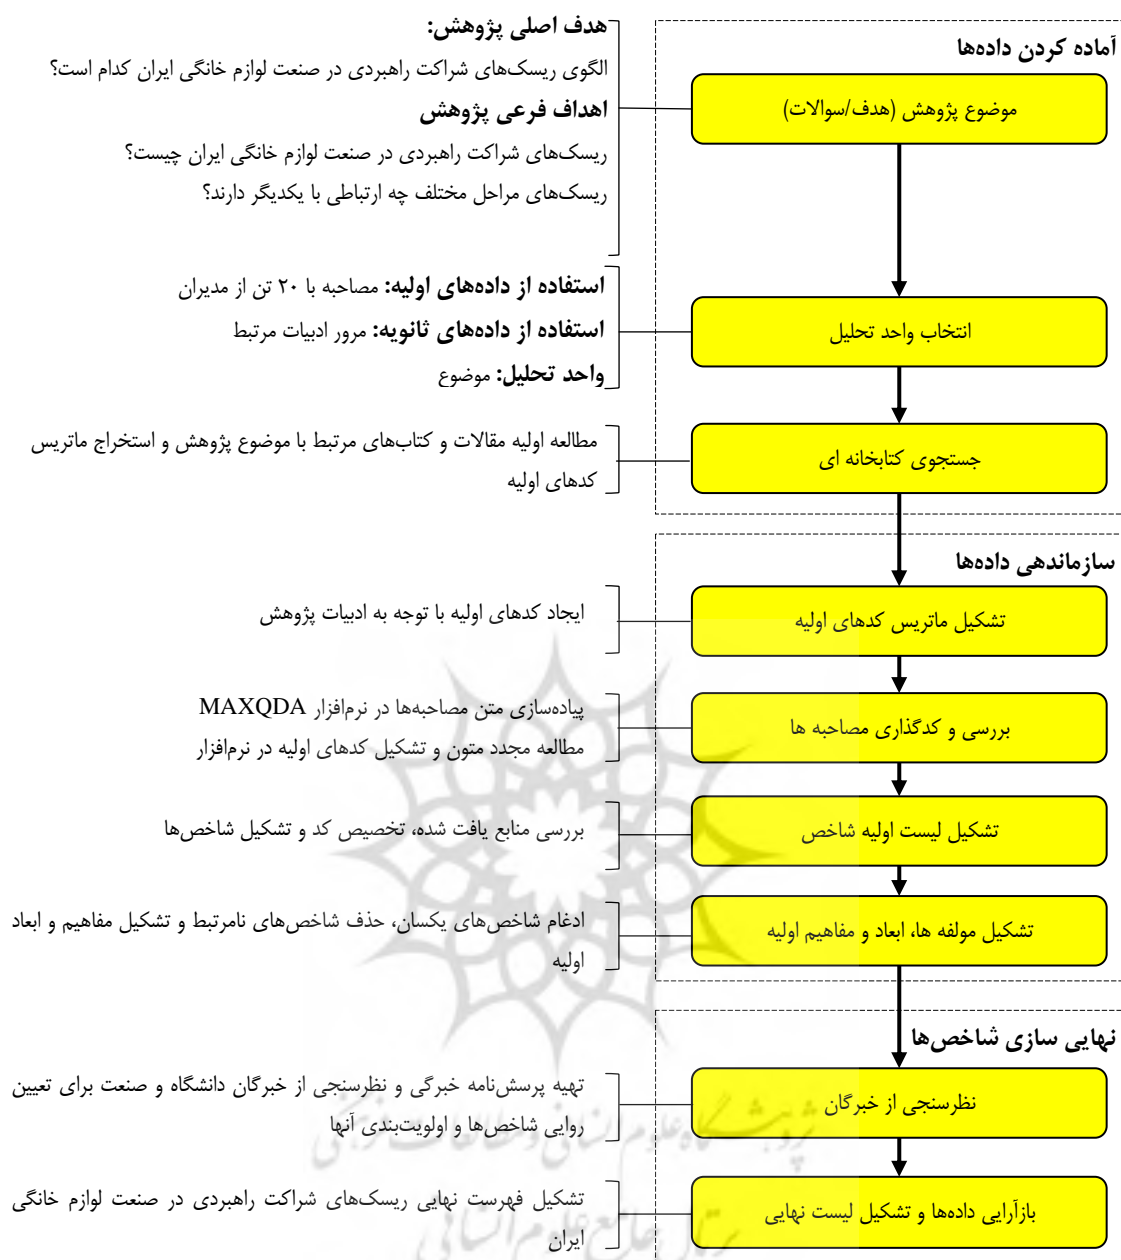 آماده کردن داده‌ها
موضوع پژوهش (هدف/سوالات)
هدف اصلی پژوهش:
الگوی ریسک‌های شراکت راهبردی در صنعت لوازم خانگی ایران کدام است؟
اهداف فرعی پژوهش
ریسک‌های شراکت راهبردی در صنعت لوازم خانگی ایران چیست؟
ریسک‌های مراحل مختلف چه ارتباطی با یکدیگر دارند؟
انتخاب واحد تحلیل
استفاده از داده‌های اولیه: مصاحبه با ۲۰ تن از مدیران
استفاده از داده‌های ثانویه: مرور ادبیات مرتبط
واحد تحلیل: موضوع
جستجوی کتابخانه ای
مطالعه اولیه مقالات و کتاب‌های مرتبط با موضوع پژوهش و استخراج ماتریس
کدهای اولیه
سازماندهی داده‌ها
تشکیل ماتریس کدهای اولیه
ایجاد کدهای اولیه با توجه به ادبیات پژوهش
بررسی و کدگذاری مصاحبه ها
پیاده‌سازی متن مصاحبه‌ها در نرم‌افزار MAXQDA
مطالعه مجدد متون و تشکیل کدهای اولیه در نرم‌افزار
تشکیل لیست اولیه شاخص
بررسی منابع یافت شده، تخصیص کد و تشکیل شاخص‌ها
تشکیل مولفه ها، ابعاد و مفاهیم اولیه
ادغام شاخص‌های یکسان، حذف شاخص‌های نامرتبط و تشکیل مفاهیم و ابعاد
اولیه
نهایی سازی شاخص‌ها
نظرسنجی از خبرگان
تهیه پرسش‌نامه خبرگی و نظرسنجی از خبرگان دانشگاه و صنعت برای تعیین
روایی شاخص‌ها و اولویت‌بندی آنها
پژوهشگاه علوم انسانی و مطالعات فرهنگی
بازآرایی داده‌ها و تشکیل لیست نهایی
تشکیل فهرست نهایی ریسک‌های شراکت راهبردی در صنعت لوازم خانگی
ایران
پرتال جامع علوم انسانی